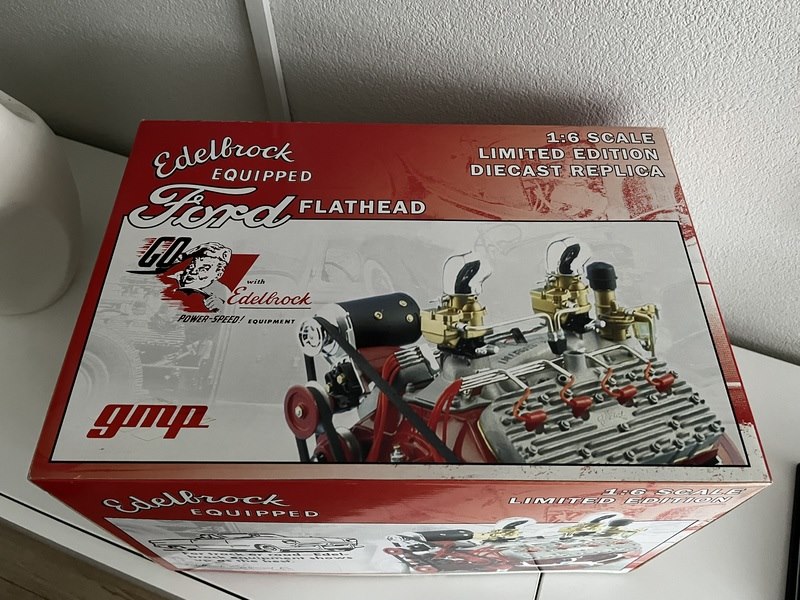 Edelbrock
EQUIPPED
Ford FLATHEAD
1:6 SCALE
LIMITED EDITION
DIECAST REPLICA
GO
with
Edelbrock
POWER-SPEED! EQUIPMENT
gmp
Edelbrock
EQUIPPED
1:6 SCALE
LIMITED EDITION